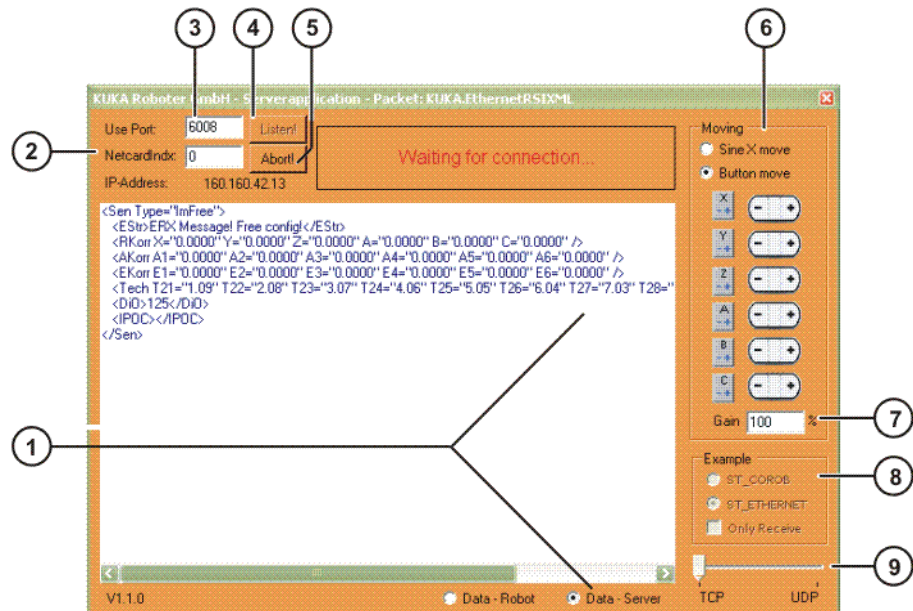 3
4
5
6
KUKA Roboter GmbH - Serverapplication - Packet: KUKA.EthernetRSIXML
2
Use Port: 6008 Listen!
NetcardIndx: 0 Abort!
IP-Address: 160.160.42.13
Waiting for connection...
Moving
Sine X move
Button move
<Sen Type="ImFree">
<EStr>ERX Message! Free config!</EStr>
<RKorr X="0.0000" Y="0.0000" Z="0.0000" A="0.0000" B="0.0000" C="0.0000" />
<AKorr A1="0.0000" A2="0.0000" A3="0.0000" A4="0.0000" A5="0.0000" A6="0.0000" />
<EKorr E1="0.0000" E2="0.0000" E3="0.0000" E4="0.0000" E5="0.0000" E6="0.0000" />
<Tech T21="1.09" T22="2.08" T23="3.07" T24="4.06" T25="5.05" T26="6.04" T27="7.03" T28="
<DiO>125</DiO>
<IPOC></IPOC>
</Sen>
X -+ - +
Y -+ - +
Z -+ - +
A -+ - +
B -+ - +
C -+ - +
Gain 100 %
7
1
Example
ST_COROB
ST_ETHERNET
Only Receive
8
9
TCP UDP
V1.1.0
Data - Robot
Data - Server